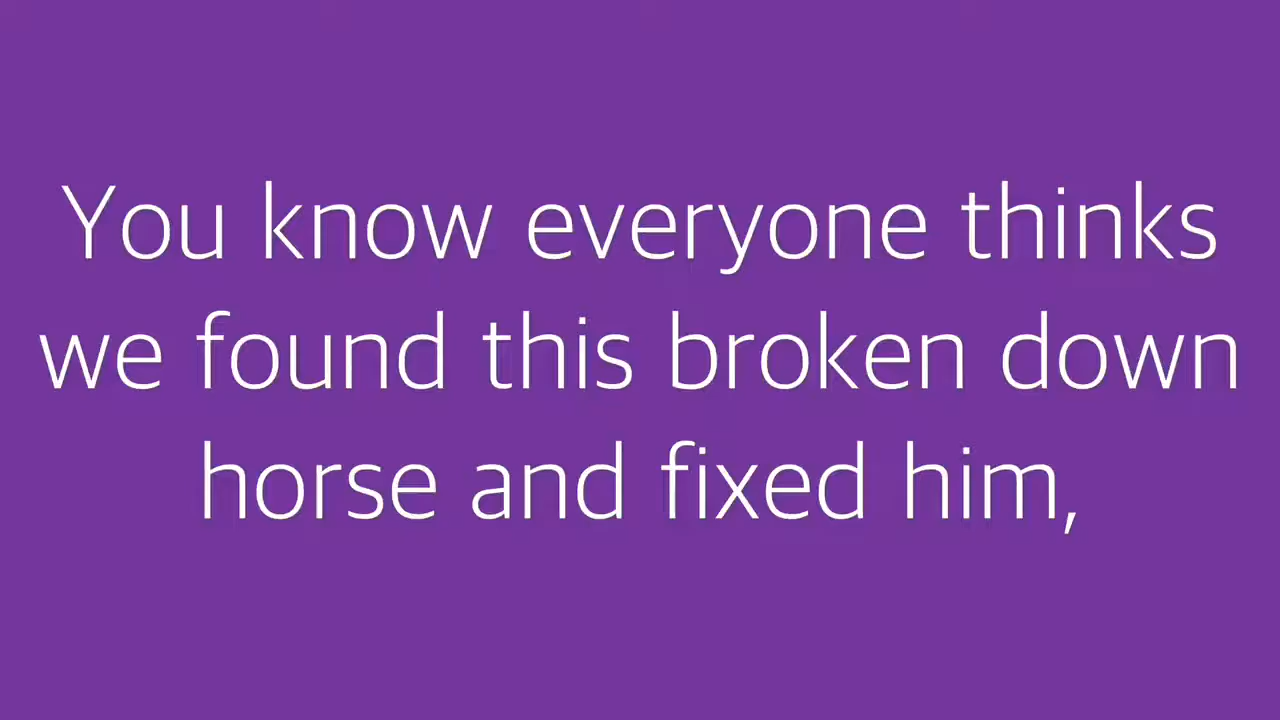 You know everyone thinks
we found this broken down
horse and fixed him,